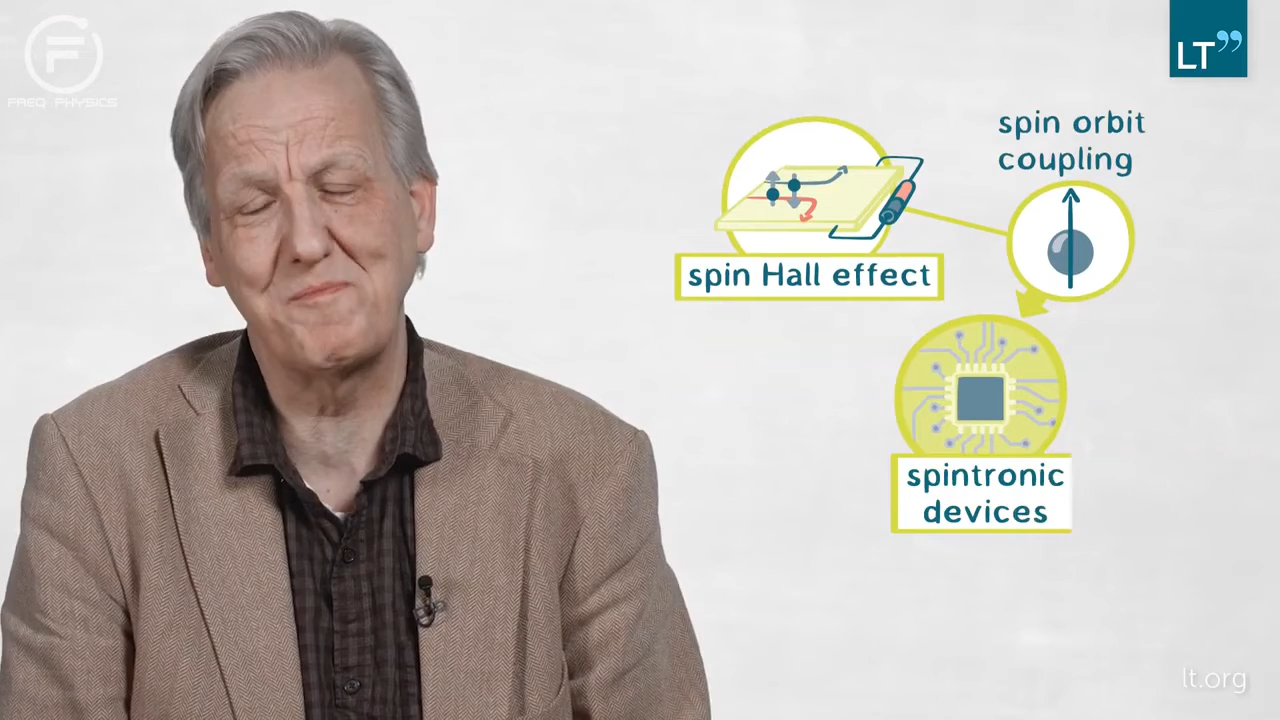 FREQ PHYSICS
LT”
spin orbit
coupling
spin Hall effect
spintronic
devices
lt.org